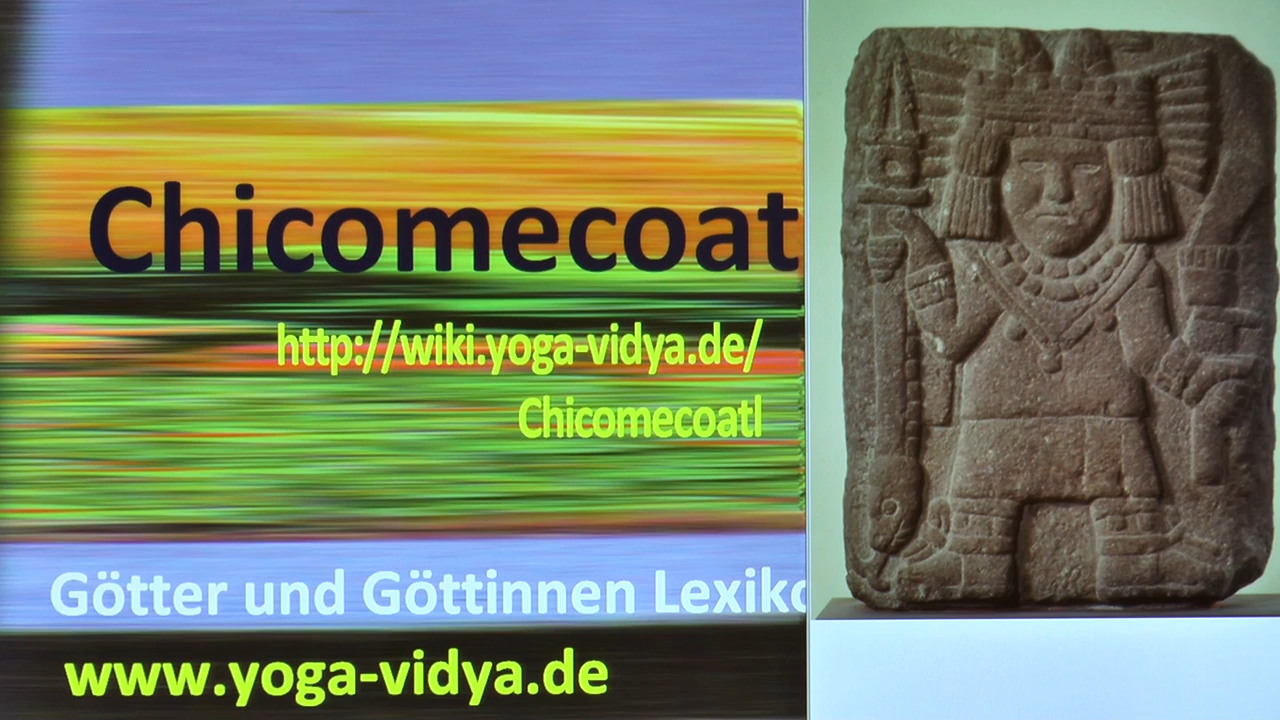 Chicomecoat
http://wiki.yoga-vidya.de/
Chicomecoatl
Götter und Göttinnen Lexiko
www.yoga-vidya.de